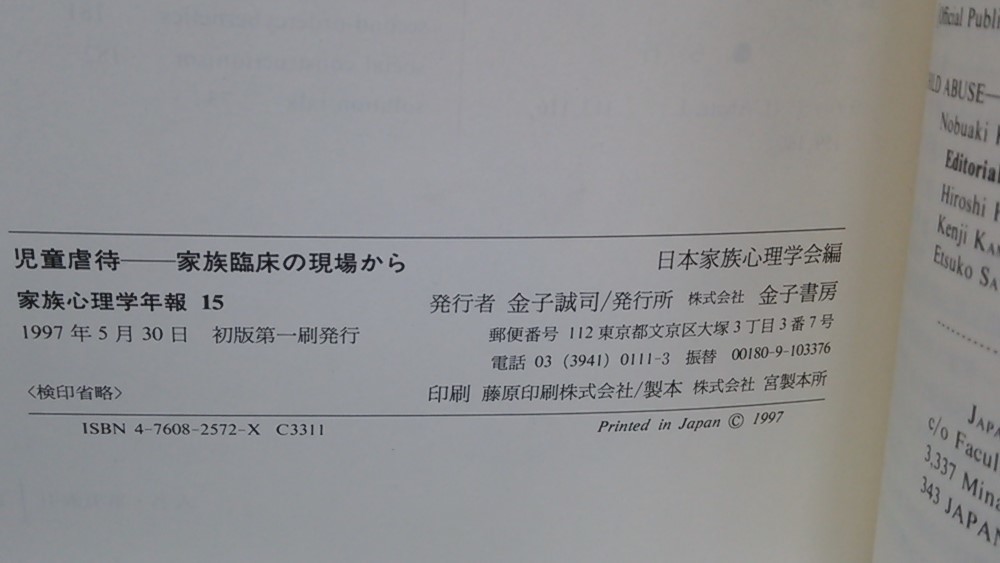 児童虐待――家族臨床の現場から
日本家族心理学会編
家族心理学年報 15
発行者 金子誠司/発行所 株式会社 金子書房
1997年5月30日 初版第一刷発行
郵便番号 112 東京都文京区大塚3丁目3番7号
電話 03 (3941) 0111-3 振替 00180-9-103376
〈検印省略〉
印刷 藤原印刷株式会社/製本 株式会社 宮製本所
ISBN 4-7608-2572-X C3311
Printed in Japan © 1997
ABUSE—
Nobuaki
Editorial
Hiroshi
Kenji
Etsuko
c/o
3,337
343 JAPAN